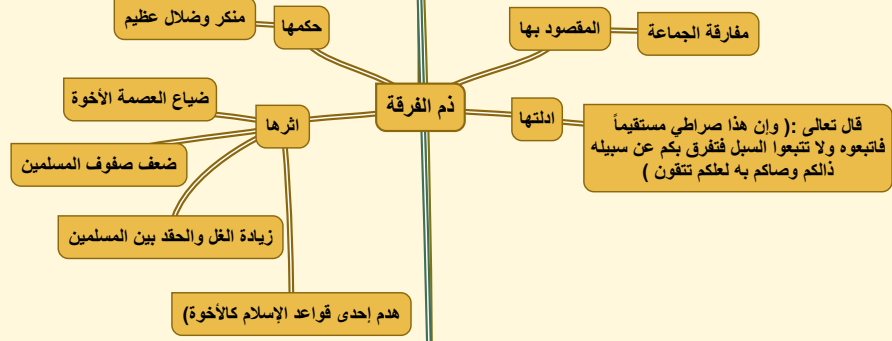 ذم الفرقة
المقصود بها
مفارقة الجماعة
ادلتها
قال تعالى :( وإن هذا صراطي مستقيماً
فاتبعوه ولا تتبعوا السبل فتفرق بكم عن سبيله
ذالكم وصاكم به لعلكم تتقون )
حكمها
منكر وضلال عظيم
اثرها
ضياع العصمة الأخوة
ضعف صفوف المسلمين
زيادة الغل والحقد بين المسلمين
هدم إحدى قواعد الإسلام كالأخوة)